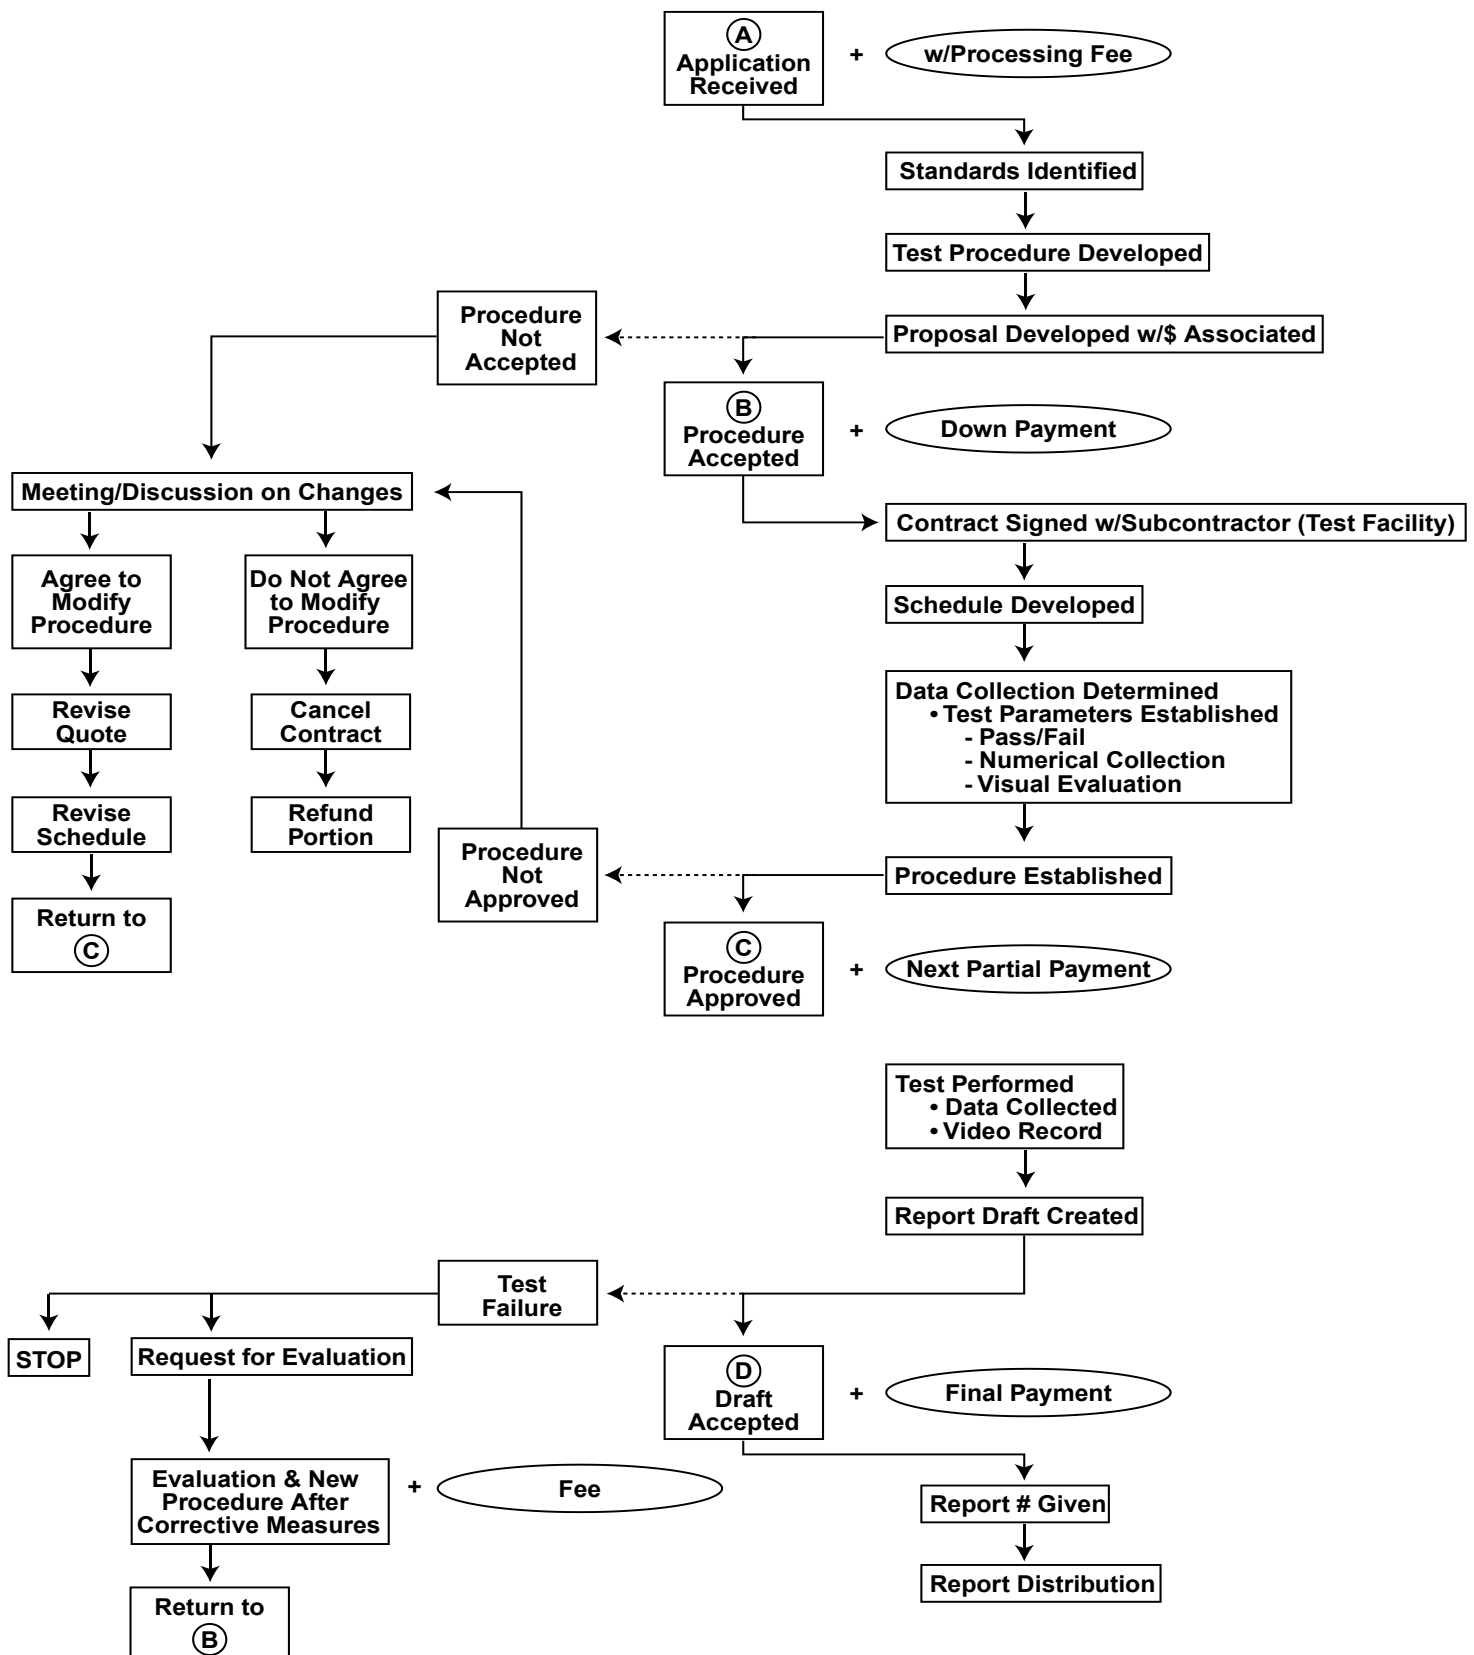 A
Application
Received
+
w/Processing Fee
Standards Identified
Test Procedure Developed
Proposal Developed w/$ Associated
Procedure
Not
Accepted
B
Procedure
Accepted
+
Down Payment
Meeting/Discussion on Changes
Contract Signed w/Subcontractor (Test Facility)
Agree to
Modify
Procedure
Do Not Agree
to Modify
Procedure
Schedule Developed
Revise
Quote
Cancel
Contract
Data Collection Determined
• Test Parameters Established
- Pass/Fail
- Numerical Collection
- Visual Evaluation
Revise
Schedule
Refund
Portion
Procedure
Not
Approved
Procedure Established
Return to
C
C
Procedure
Approved
+
Next Partial Payment
Test Performed
• Data Collected
• Video Record
Report Draft Created
Test
Failure
STOP
Request for Evaluation
D
Draft
Accepted
+
Final Payment
Evaluation & New
Procedure After
Corrective Measures
+
Fee
Report # Given
Report Distribution
Return to
B